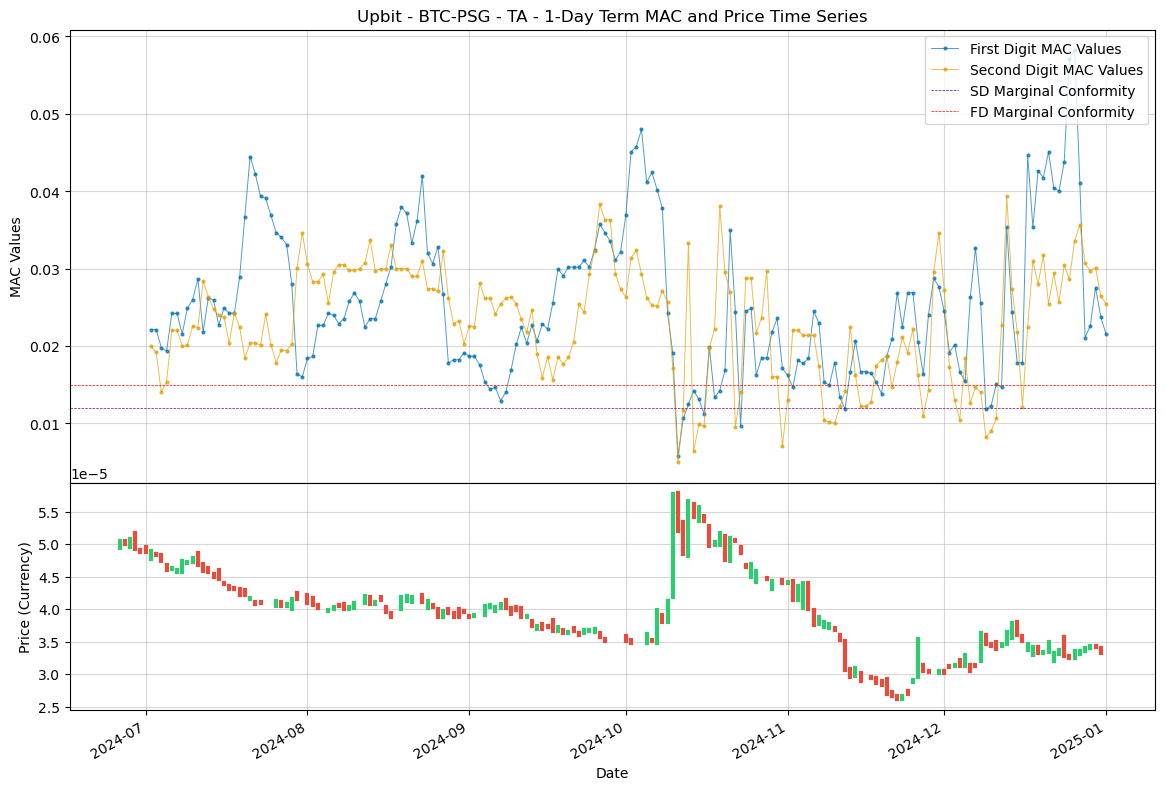 Upbit - BTC-PSG - TA - 1-Day Term MAC and Price Time Series
First Digit MAC Values
Second Digit MAC Values
SD Marginal Conformity
FD Marginal Conformity
MAC Values
0.06
0.05
0.04
0.03
0.02
0.01
1e−5
Price (Currency)
5.5
5.0
4.5
4.0
3.5
3.0
2.5
2024-07
2024-08
2024-09
2024-10
2024-11
2024-12
2025-01
Date